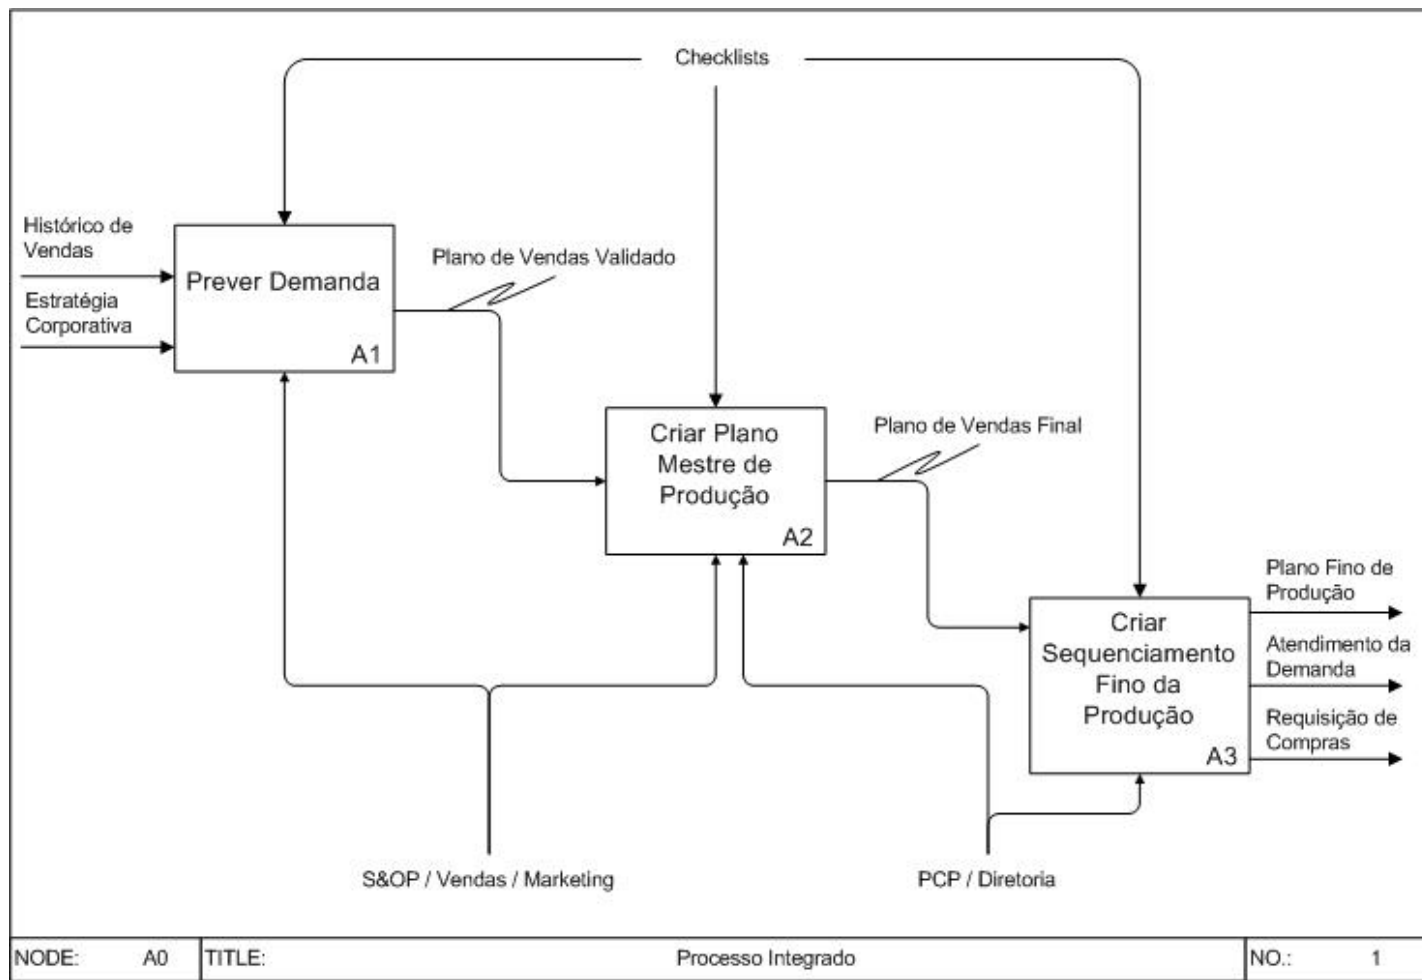 Checklists
Histórico de
Vendas
Estratégia
Corporativa
Prever Demanda
A1
Plano de Vendas Validado
Criar Plano
Mestre de
Produção
A2
Plano de Vendas Final
Criar
Sequenciamento
Fino da
Produção
A3
Plano Fino de
Produção
Atendimento da
Demanda
Requisição de
Compras
S&OP / Vendas / Marketing
PCP / Diretoria
NODE: A0 TITLE: Processo Integrado NO.: 1